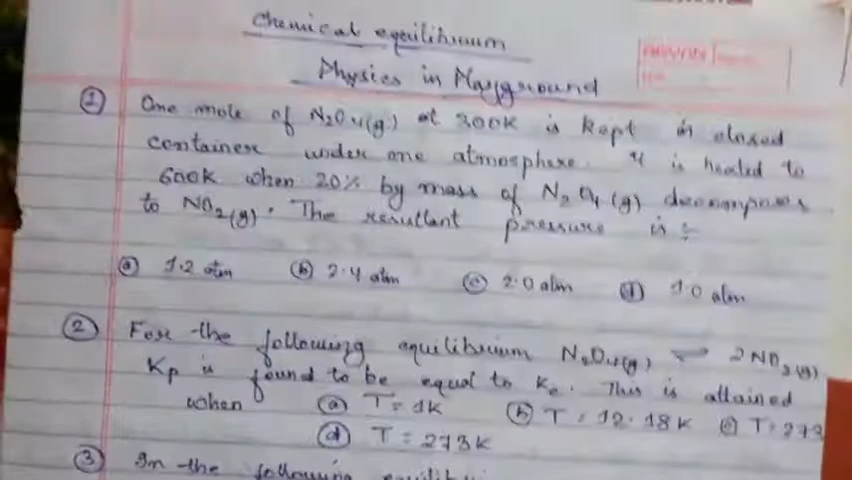 Chemical equilibrium
Physics in Playground
① One mole of N₂O₄(g) at 300K is kept in closed
container under one atmosphere. It is heated to
600K when 20% by mass of N₂O₄(g) decomposes
to NO₂(g). The resultant pressure is :-
ⓐ 1.2 atm ⓑ 2.4 atm ⓒ 2.0 atm ⓓ 1.0 atm
② For the following equilibrium N₂O₄(g) ⇌ 2NO₂(g)
Kp is found to be equal to Kc. This is attained
when ⓐ T = 1K ⓑ T = 12.18K ⓒ T = 273
ⓓ T = 273K
③ In the following